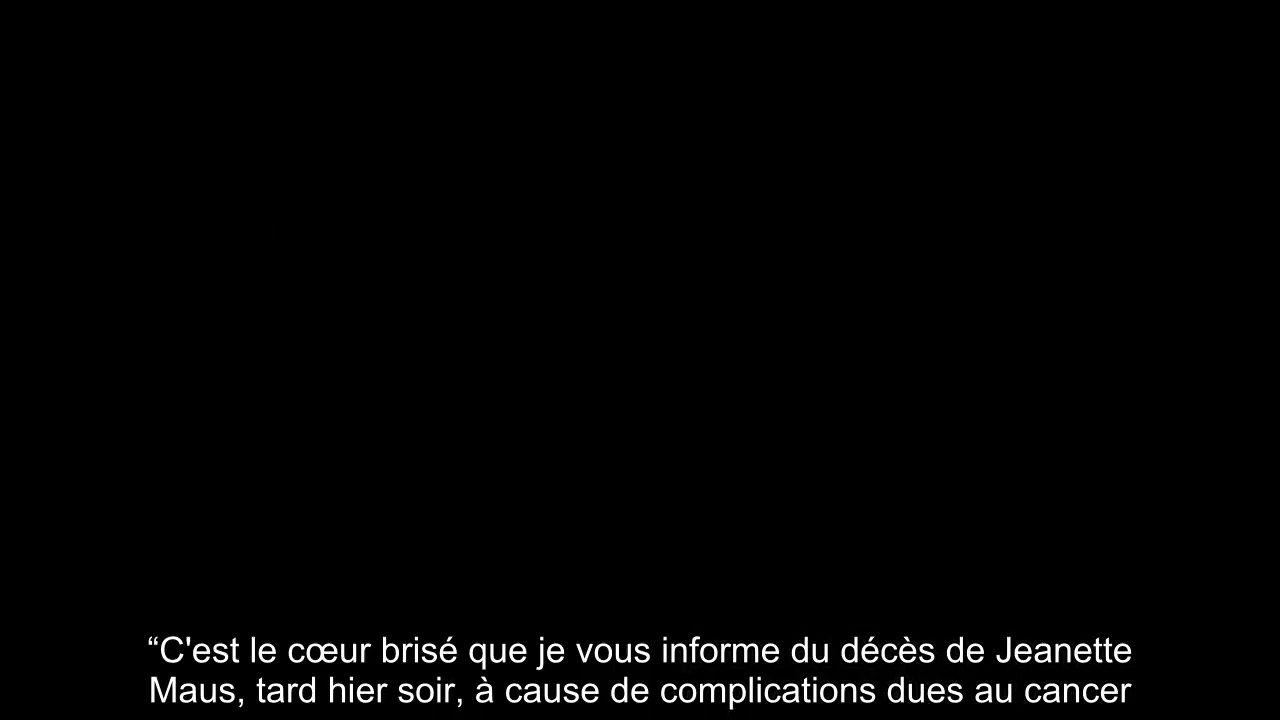 “C'est le cœur brisé que je vous informe du décès de Jeanette
Maus, tard hier soir, à cause de complications dues au cancer